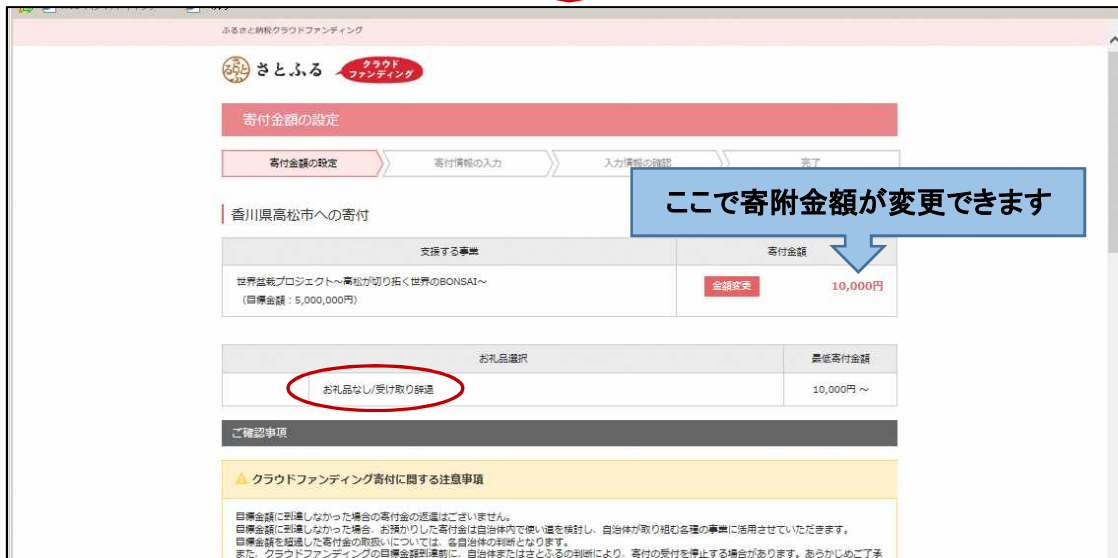 ふるさと納税クラウドファンディング
さとふる クラウドファンディング
寄付金額の設定
寄付金額の設定 寄付情報の入力 入力情報の確認 完了
ここで寄附金額が変更できます
香川県高松市への寄付
支援する事業 寄付金額
世界盆栽プロジェクト～高松が切り拓く世界のBONSAI～
（目標金額：5,000,000円）
金額変更 10,000円
お礼品選択 最低寄付金額
お礼品なし/受け取り辞退 10,000円 ～
ご確認事項
クラウドファンディング寄付に関する注意事項
目標金額に到達しなかった場合の寄付金の返還はございません。
目標金額に到達しなかった場合、お預かりした寄付金は自治体内で使い道を検討し、自治体が取り組む各種の事業に活用させていただきます。
目標金額を超過した寄付金の取扱いについては、各自治体の判断となります。
また、クラウドファンディングの目標金額到達前に、自治体またはさとふるの判断により、寄付の受付を停止する場合があります。あらかじめご了承